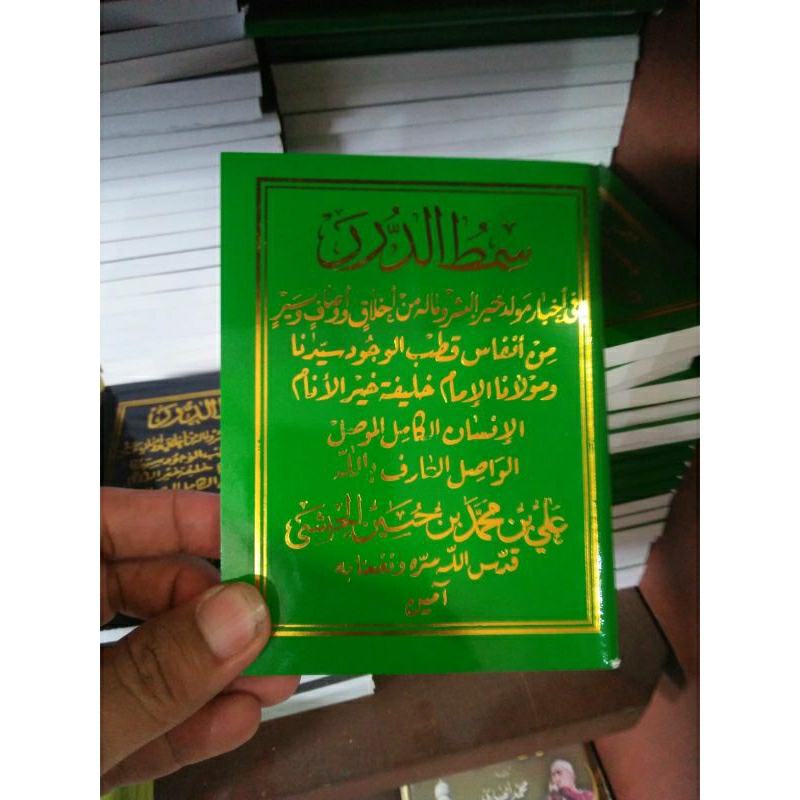 سمط الدرر
في أخبار مولد خير البشر وماله من أخلاق وأوصاف وسير
من أنفاس قطب الوجود سيدنا
ومولانا الإمام خليفة خير الأنام
الإنسان الكامل الموصل
الواصل العارف بالله
علي بن محمد بن حسين الحبشي
قدس الله سره ونفعنا به
آمين
الدرر